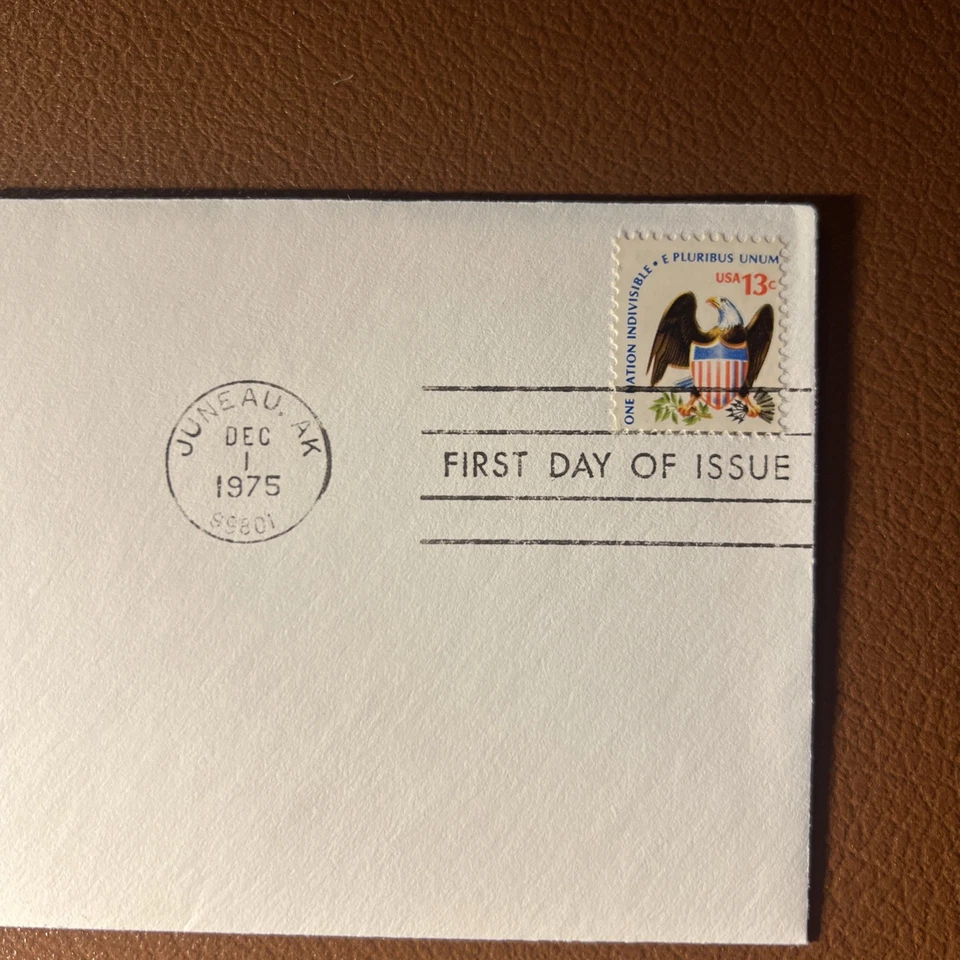 ONE NATION INDIVISIBLE • E PLURIBUS UNUM
USA 13c
JUNEAU, AK
DEC
1
1975
99801
FIRST DAY OF ISSUE